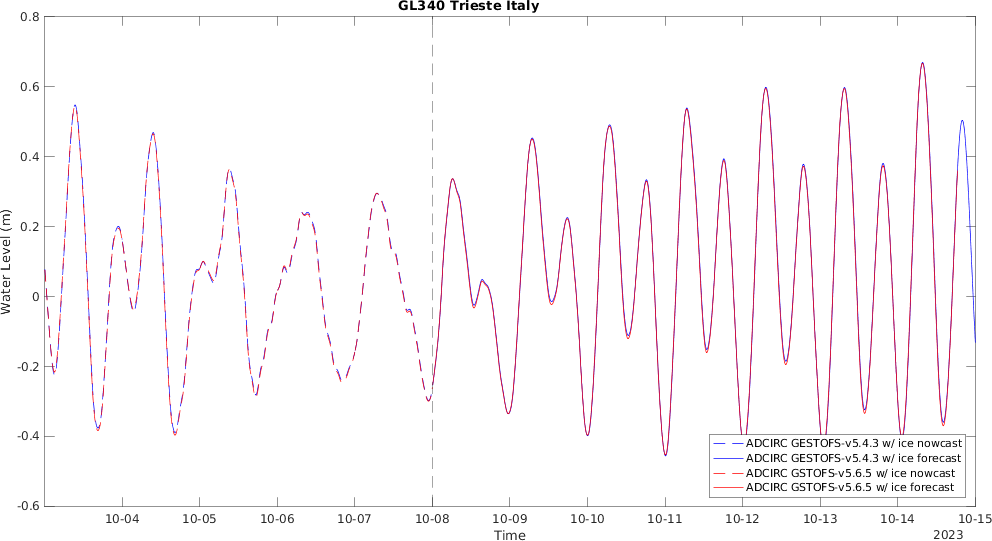 GL340 Trieste Italy
0.8
0.6
0.4
0.2
0
-0.2
-0.4
-0.6
Water Level (m)
ADCIRC GESTOFS-v5.4.3 w/ ice nowcast
ADCIRC GESTOFS-v5.4.3 w/ ice forecast
ADCIRC GSTOFS-v5.6.5 w/ ice nowcast
ADCIRC GSTOFS-v5.6.5 w/ ice forecast
10-04 10-05 10-06 10-07 10-08 10-09 10-10 10-11 10-12 10-13 10-14 10-15
Time
2023